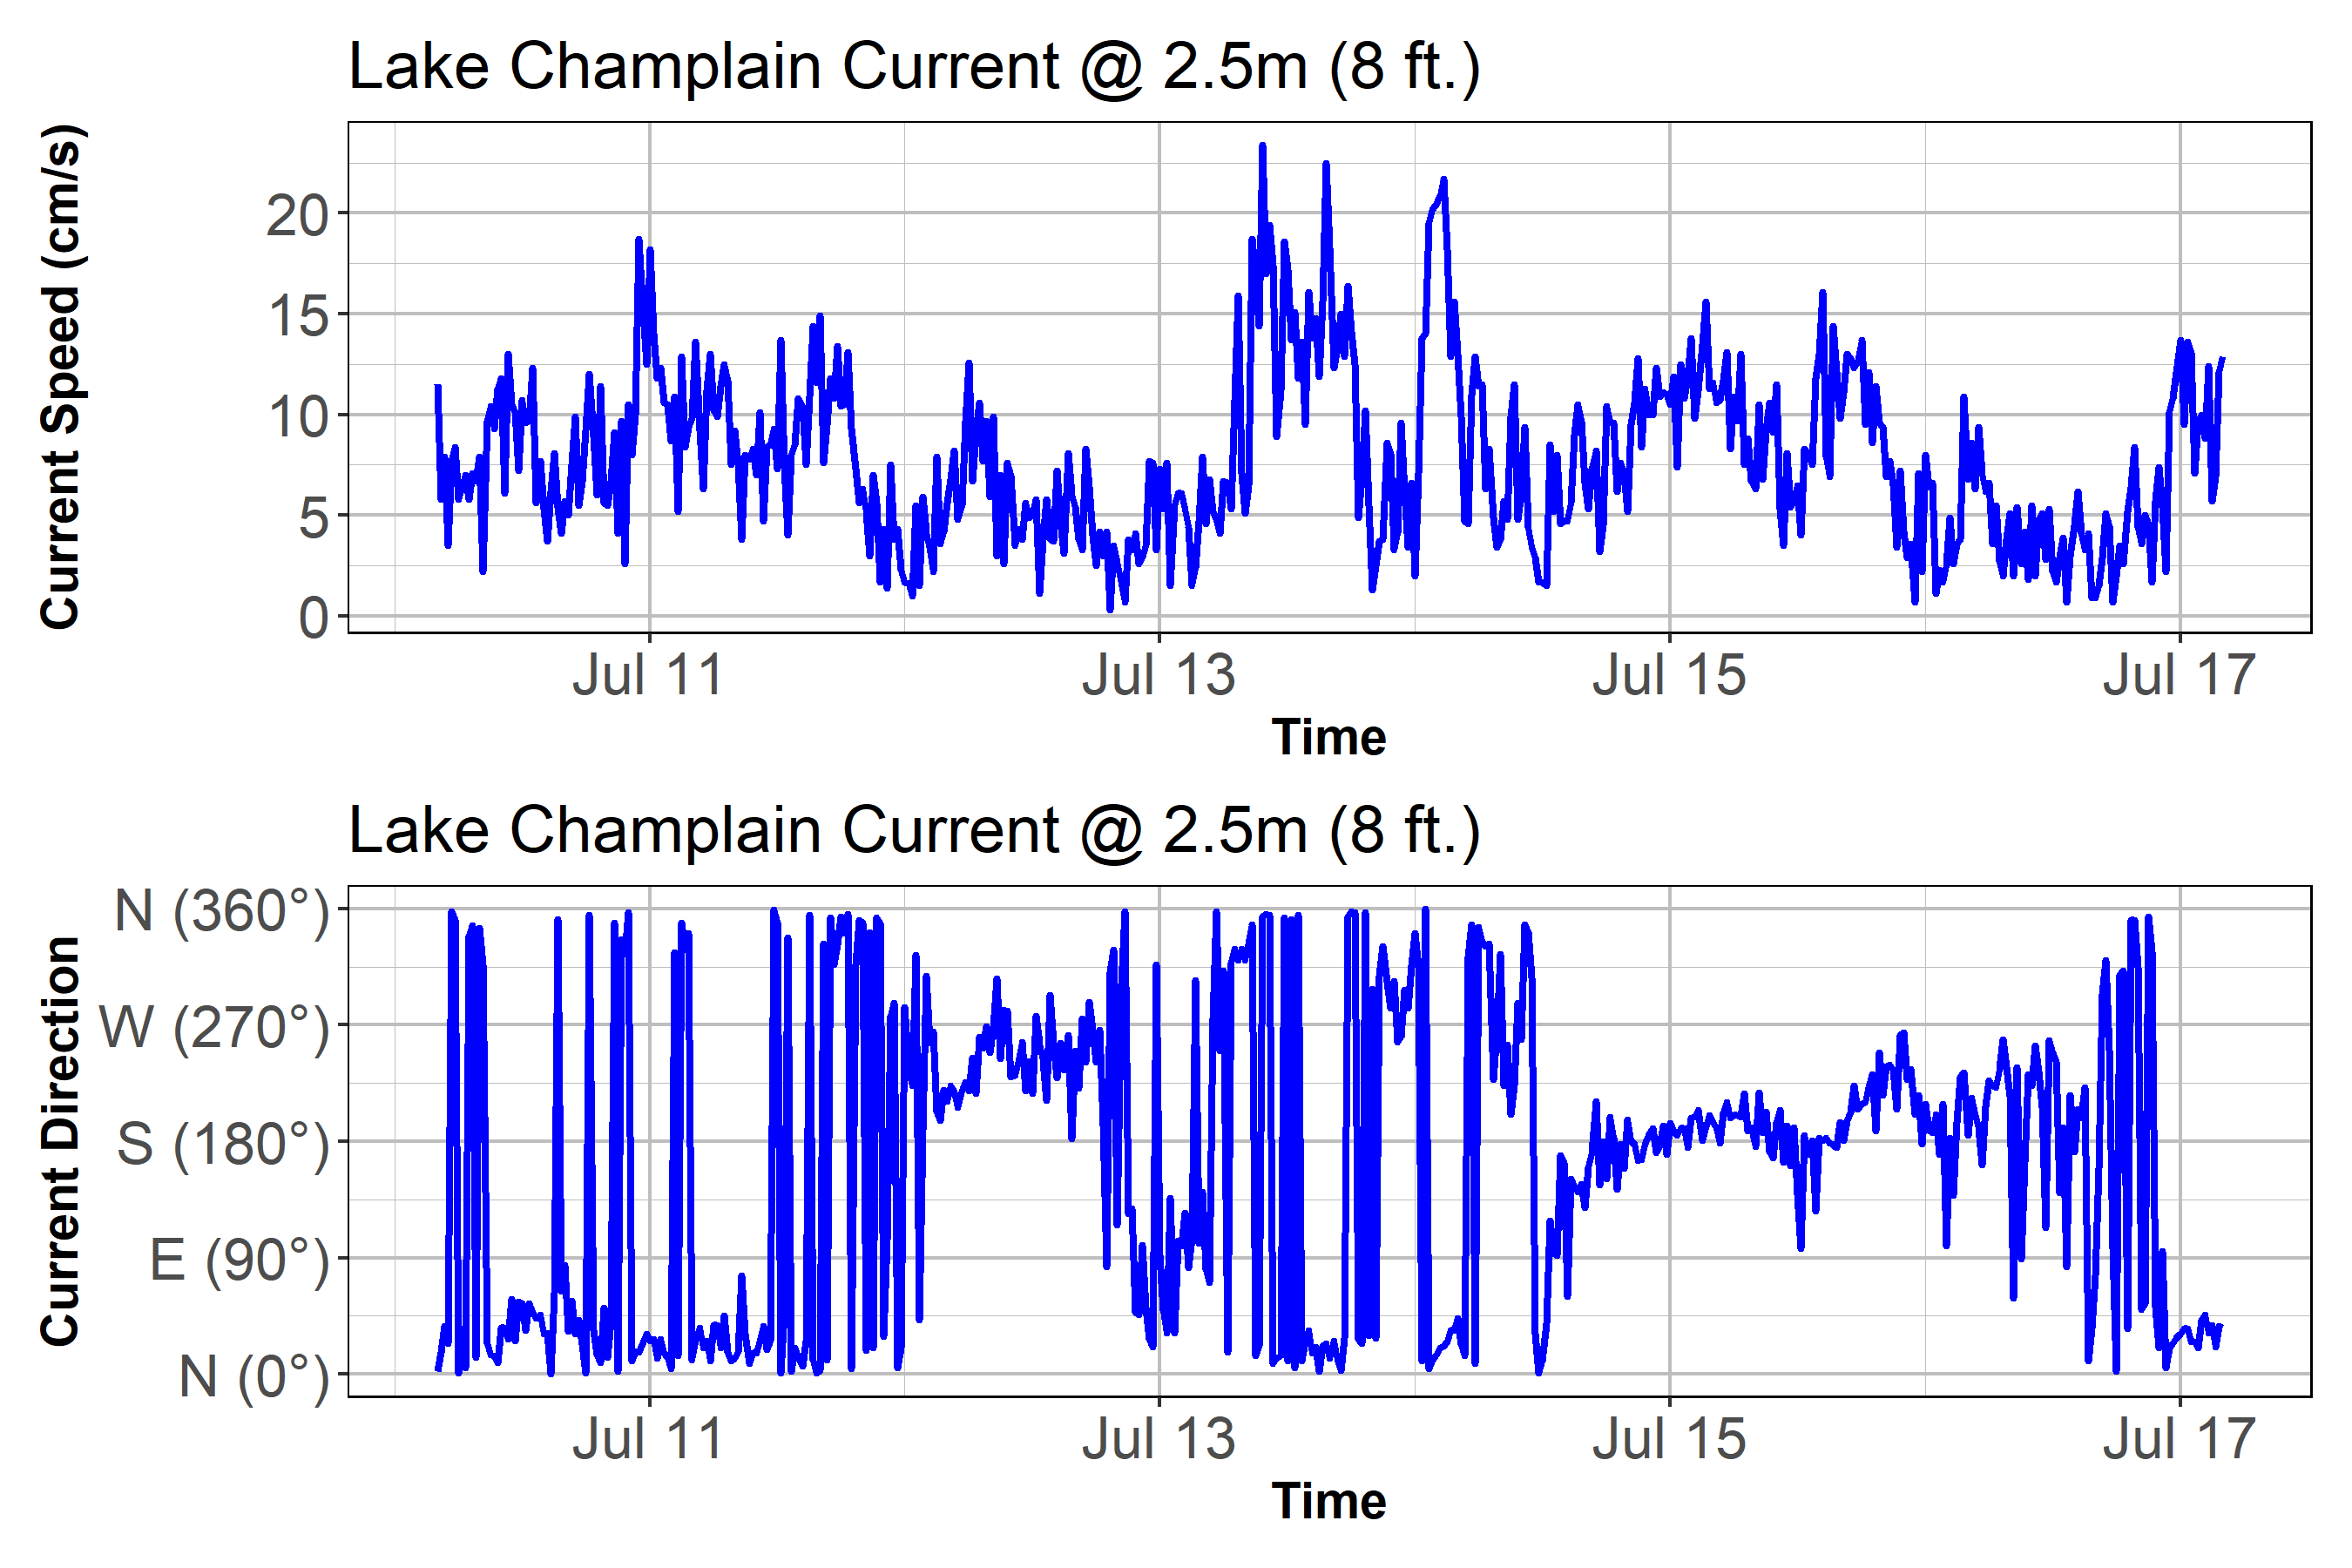 Lake Champlain Current @ 2.5m (8 ft.)
Current Speed (cm/s)
20
15
10
5
0
Jul 11 Jul 13 Jul 15 Jul 17
Time
Lake Champlain Current @ 2.5m (8 ft.)
Current Direction
N (360°)
W (270°)
S (180°)
E (90°)
N (0°)
Jul 11 Jul 13 Jul 15 Jul 17
Time